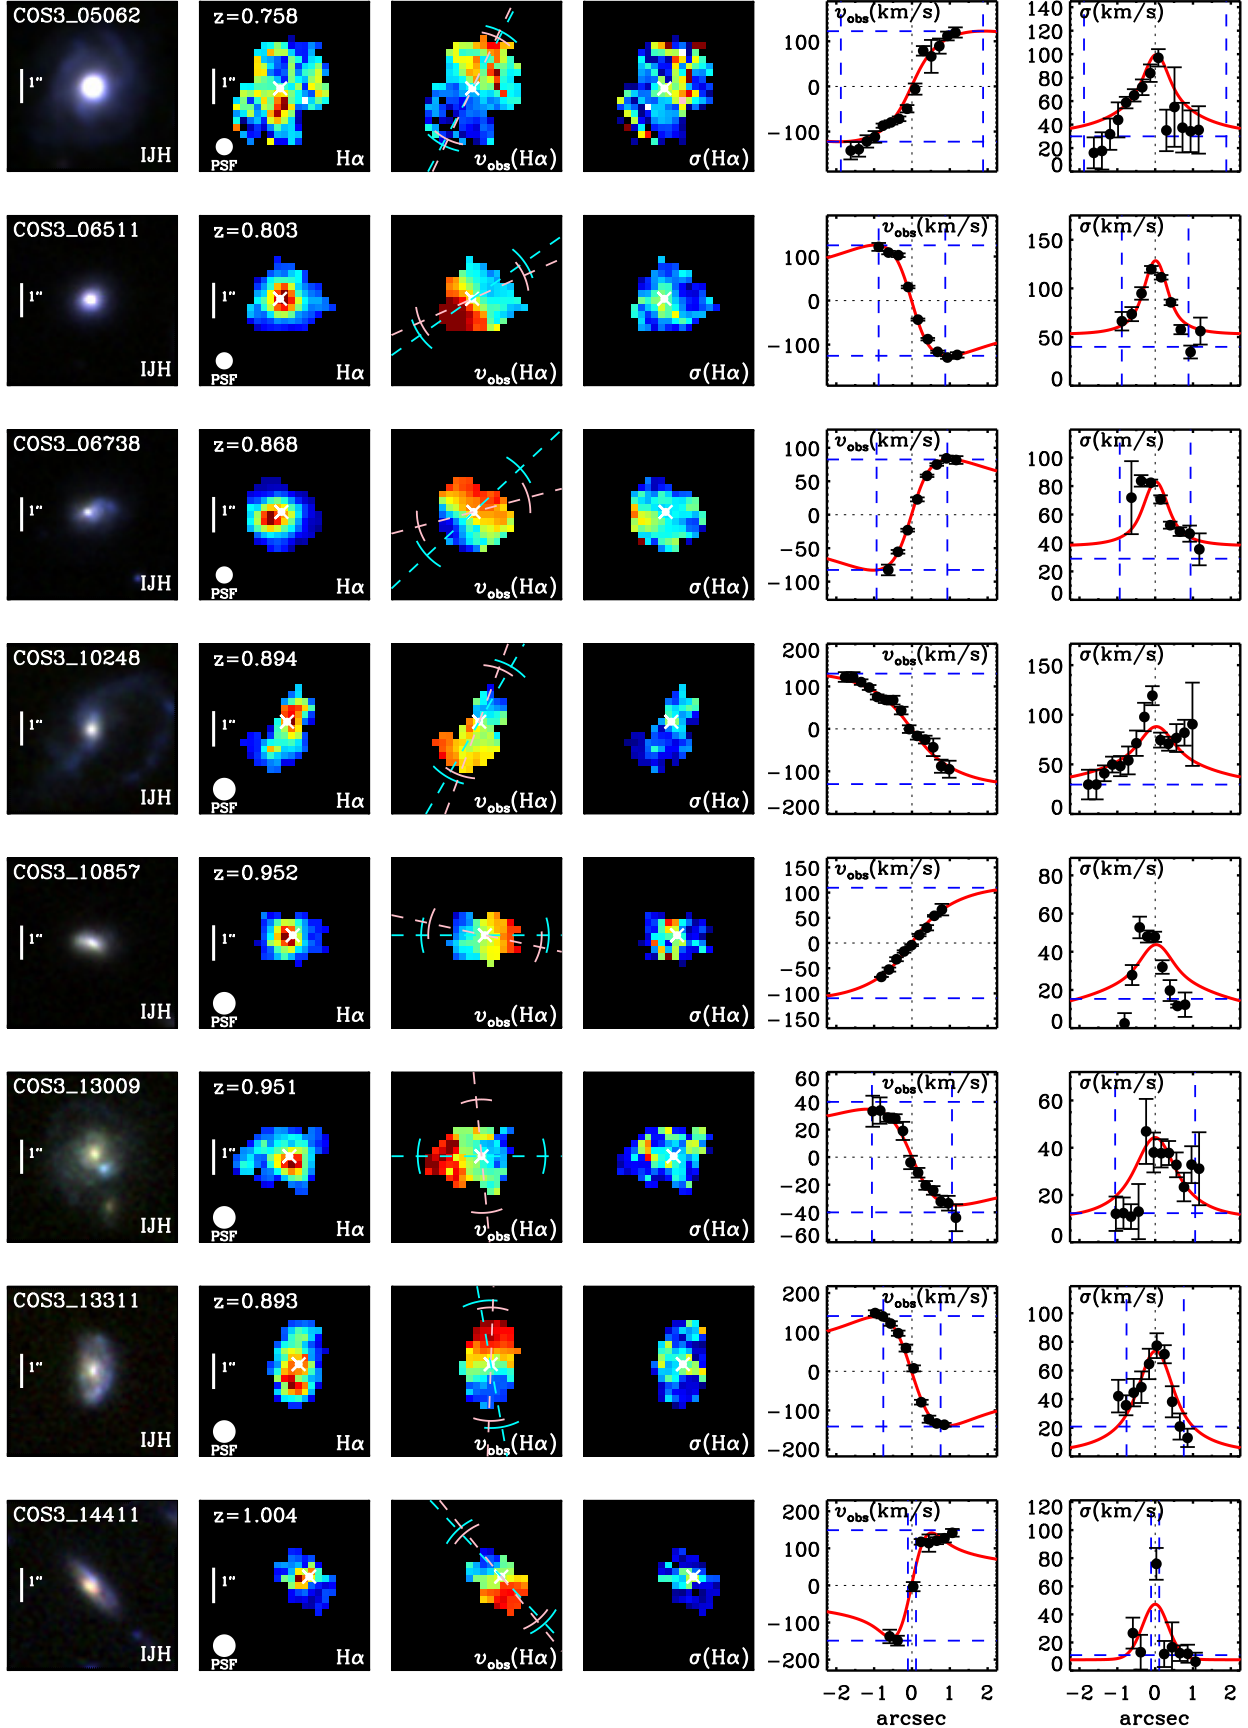 COS3_05062
1"
IJH
z=0.758
1"
PSF
Hα
v_obs(Hα)
σ(Hα)
v_obs(km/s)
100
0
−100
σ(km/s)
140
120
100
80
60
40
20
0
COS3_06511
1"
IJH
z=0.803
1"
PSF
Hα
v_obs(Hα)
σ(Hα)
v_obs(km/s)
100
0
−100
σ(km/s)
150
100
50
0
COS3_06738
1"
IJH
z=0.868
1"
PSF
Hα
v_obs(Hα)
σ(Hα)
v_obs(km/s)
100
50
0
−50
−100
σ(km/s)
100
80
60
40
20
0
COS3_10248
1"
IJH
z=0.894
1"
PSF
Hα
v_obs(Hα)
σ(Hα)
v_obs(km/s)
200
100
0
−100
−200
σ(km/s)
150
100
50
0
COS3_10857
1"
IJH
z=0.952
1"
PSF
Hα
v_obs(Hα)
σ(Hα)
v_obs(km/s)
150
100
50
0
−50
−100
−150
σ(km/s)
80
60
40
20
0
COS3_13009
1"
IJH
z=0.951
1"
PSF
Hα
v_obs(Hα)
σ(Hα)
v_obs(km/s)
60
40
20
0
−20
−40
−60
σ(km/s)
60
40
20
0
COS3_13311
1"
IJH
z=0.893
1"
PSF
Hα
v_obs(Hα)
σ(Hα)
v_obs(km/s)
200
100
0
−100
−200
σ(km/s)
100
80
60
40
20
0
COS3_14411
1"
IJH
z=1.004
1"
PSF
Hα
v_obs(Hα)
σ(Hα)
v_obs(km/s)
200
100
0
−100
−200
σ(km/s)
120
100
80
60
40
20
0
−2 −1 0 1 2
arcsec
−2 −1 0 1 2
arcsec